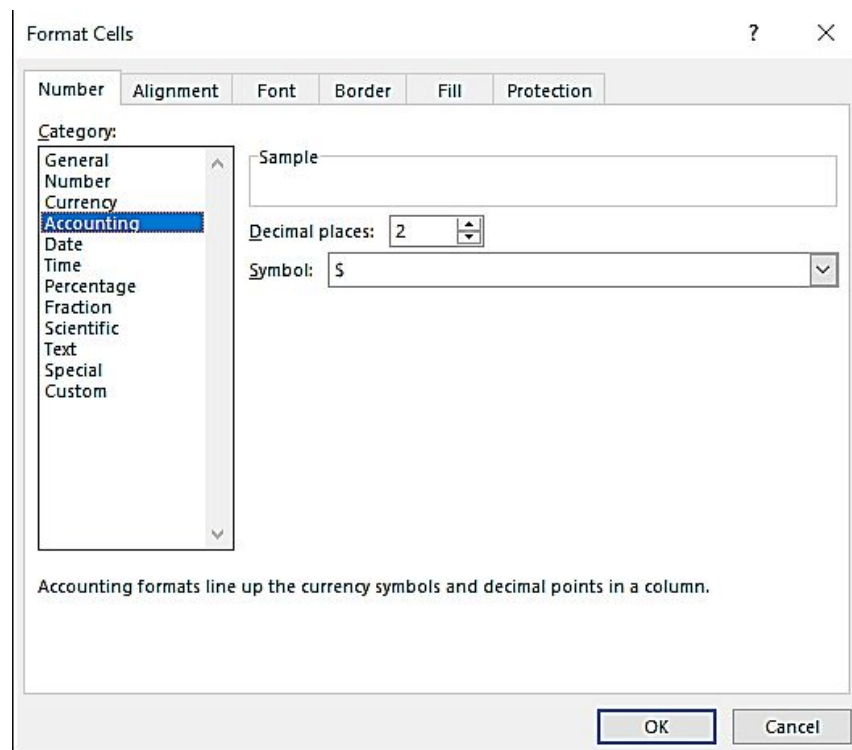 Format Cells
?
Number Alignment Font Border Fill Protection
Category:
General
Number
Currency
Accounting
Date
Time
Percentage
Fraction
Scientific
Text
Special
Custom
Sample
Decimal places: 2
Symbol: $
Accounting formats line up the currency symbols and decimal points in a column.
OK Cancel